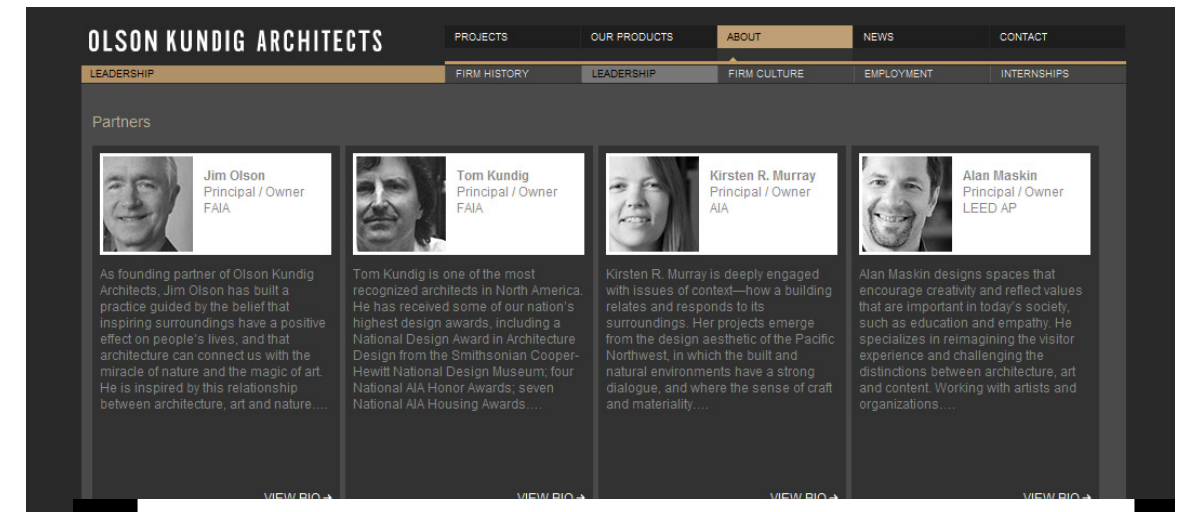 OLSON KUNDIG ARCHITECTS
PROJECTS
OUR PRODUCTS
ABOUT
NEWS
CONTACT
LEADERSHIP
FIRM HISTORY
LEADERSHIP
FIRM CULTURE
EMPLOYMENT
INTERNSHIPS
Partners
Jim Olson
Principal / Owner
FAIA
As founding partner of Olson Kundig
Architects, Jim Olson has built a
practice guided by the belief that
inspiring surroundings have a positive
effect on people's lives, and that
architecture can connect us with the
miracle of nature and the magic of art.
He is inspired by this relationship
between architecture, art and nature….
VIEW BIO➔
Tom Kundig
Principal / Owner
FAIA
Tom Kundig is one of the most
recognized architects in North America.
He has received some of our nation's
highest design awards, including a
National Design Award in Architecture
Design from the Smithsonian Cooper-
Hewitt National Design Museum; four
National AIA Honor Awards; seven
National AIA Housing Awards….
VIEW BIO➔
Kirsten R. Murray
Principal / Owner
AIA
Kirsten R. Murray is deeply engaged
with issues of context—how a building
relates and responds to its
surroundings. Her projects emerge
from the design aesthetic of the Pacific
Northwest, in which the built and
natural environments have a strong
dialogue, and where the sense of craft
and materiality….
VIEW BIO➔
Alan Maskin
Principal / Owner
LEED AP
Alan Maskin designs spaces that
encourage creativity and reflect values
that are important in today's society,
such as education and empathy. He
specializes in reimagining the visitor
experience and challenging the
distinctions between architecture, art
and content. Working with artists and
organizations….
VIEW BIO➔